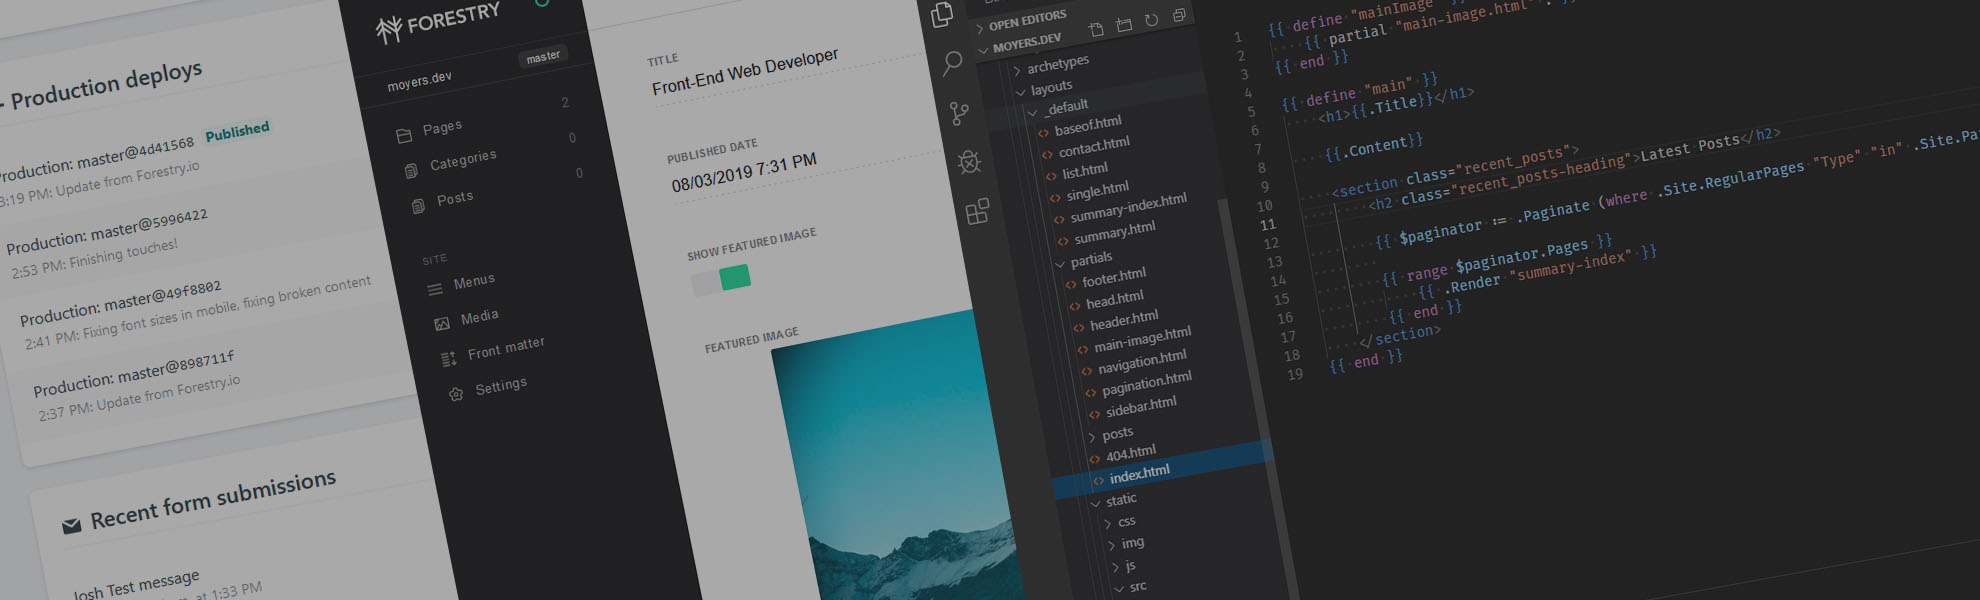 Production deploys
Production: master@4d41568 Published
3:19 PM: Update from Forestry.io
Production: master@5996422
2:53 PM: Finishing touches!
Production: master@49f8802
2:41 PM: Fixing font sizes in mobile, fixing broken content
Production: master@898711f
2:37 PM: Update from Forestry.io
Recent form submissions
Josh Test message
at 1:33 PM
FORESTRY
moyers.dev master
Pages 2
Categories 0
Posts 0
SITE
Menus
Media
Front matter
Settings
TITLE
Front-End Web Developer
PUBLISHED DATE
08/03/2019 7:31 PM
SHOW FEATURED IMAGE
FEATURED IMAGE
OPEN EDITORS
MOYERS.DEV
archetypes
layouts
_default
baseof.html
contact.html
list.html
single.html
summary-index.html
summary.html
partials
footer.html
head.html
header.html
main-image.html
navigation.html
pagination.html
sidebar.html
posts
404.html
index.html
static
css
img
js
src
1 {{ define "mainImage" }}
2 {{ partial "main-image.html" . }}
3 {{ end }}
4
5 {{ define "main" }}
6 <h1>{{.Title}}</h1>
7
8 {{.Content}}
9
10 <section class="recent_posts">
11 <h2 class="recent_posts-heading">Latest Posts</h2>
12
13 {{ $paginator := .Paginate (where .Site.RegularPages "Type" "in" .Site.Pa
14
15 {{ range $paginator.Pages }}
16 {{ .Render "summary-index" }}
17 {{ end }}
18 </section>
19 {{ end }}